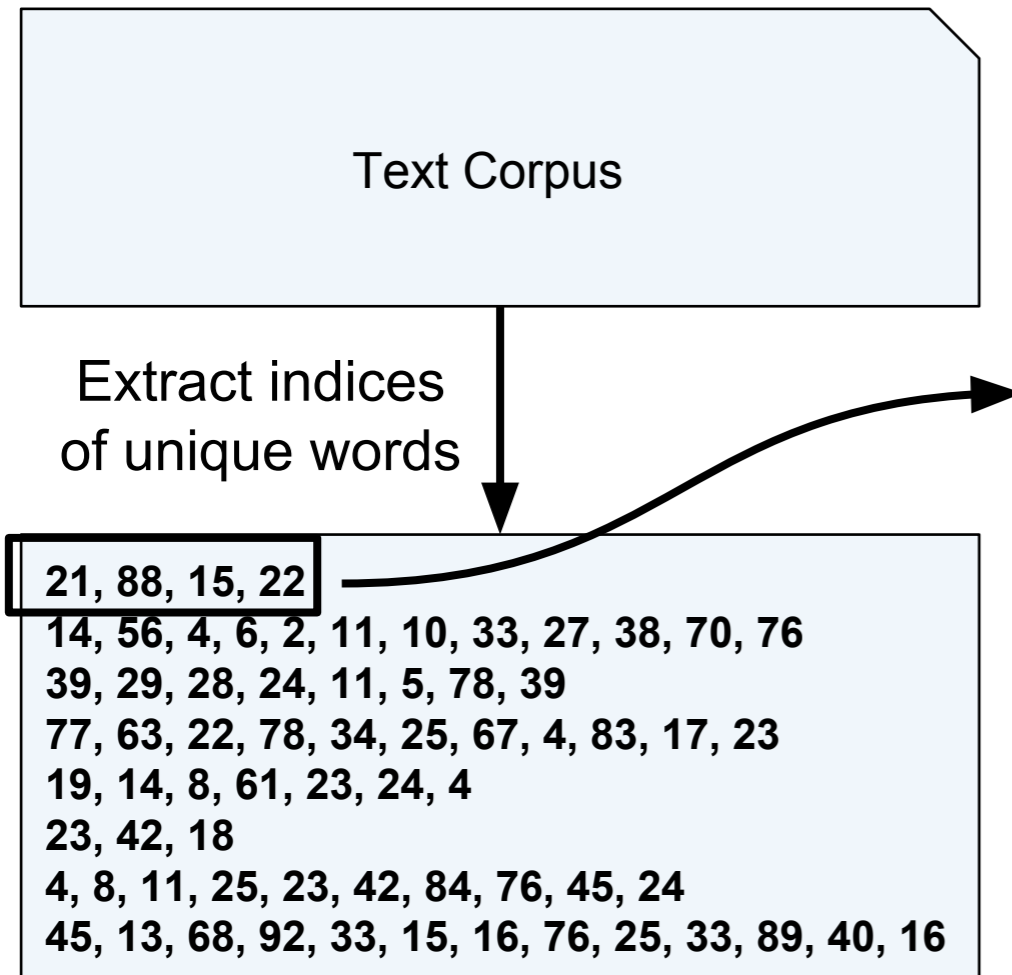 Text Corpus
Extract indices
of unique words
21, 88, 15, 22
14, 56, 4, 6, 2, 11, 10, 33, 27, 38, 70, 76
39, 29, 28, 24, 11, 5, 78, 39
77, 63, 22, 78, 34, 25, 67, 4, 83, 17, 23
19, 14, 8, 61, 23, 24, 4
23, 42, 18
4, 8, 11, 25, 23, 42, 84, 76, 45, 24
45, 13, 68, 92, 33, 15, 16, 76, 25, 33, 89, 40, 16